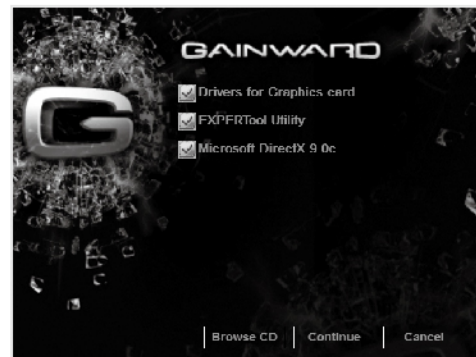 GAINWARD
Drivers for Graphics card
EXPERTool Utility
Microsoft DirectX 9.0c
Browse CD Continue Cancel